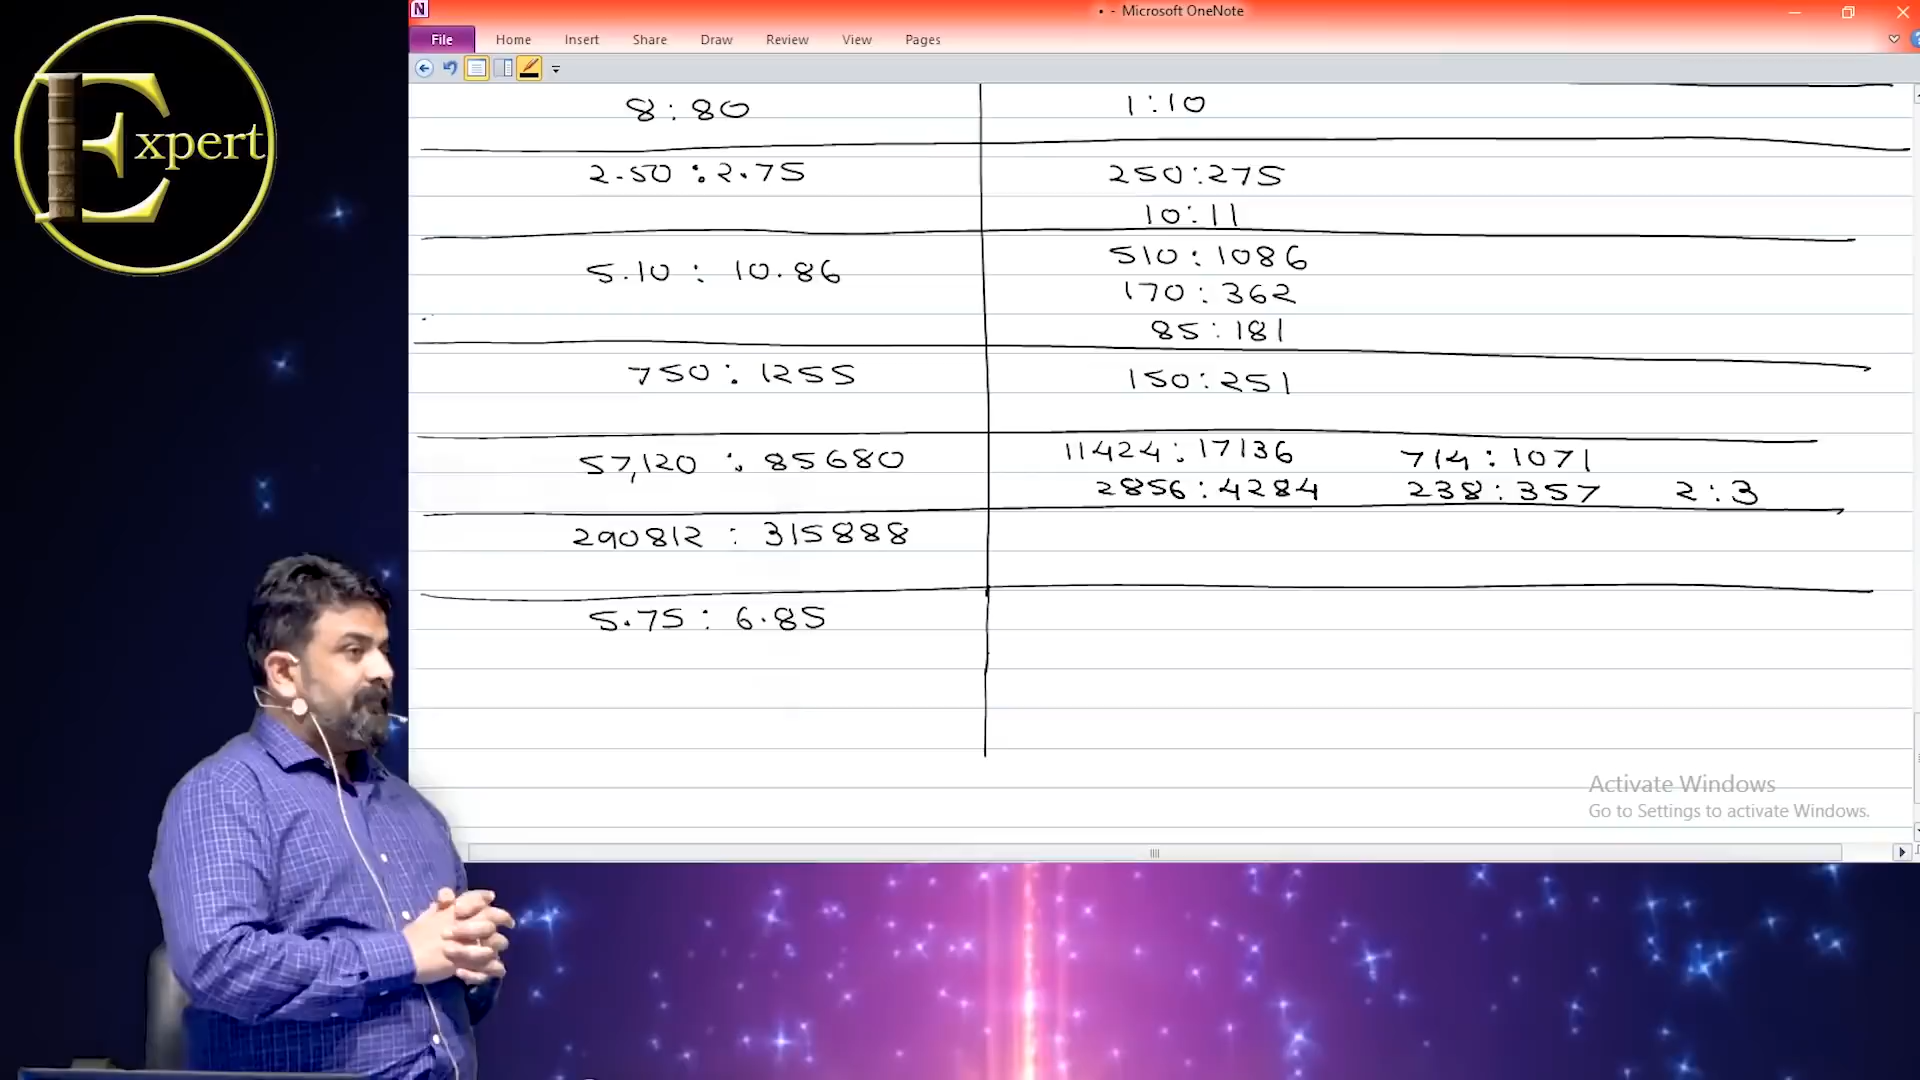 Expert
N
• - Microsoft OneNote
File Home Insert Share Draw Review View Pages
8 : 80
1 : 10
2.50 : 2.75
250 : 275
10 : 11
5.10 : 10.86
510 : 1086
170 : 362
85 : 181
750 : 1255
150 : 251
57,120 : 85680
11424 : 17136 714 : 1071
2856 : 4284 238 : 357 2 : 3
290812 : 315888
5.75 : 6.85
Activate Windows
Go to Settings to activate Windows.